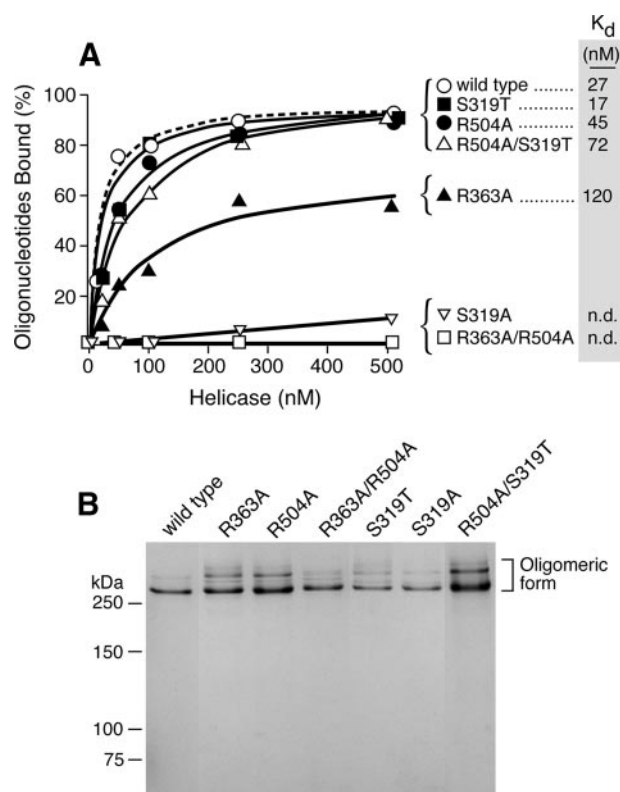 A
K_d
(nM)
wild type ........ 27
S319T ............ 17
R504A ............ 45
R504A/S319T 72
R363A ............ 120
S319A n.d.
R363A/R504A n.d.
Oligonucleotides Bound (%)
100
80
60
40
20
0 100 200 300 400 500
Helicase (nM)
B
wild type R363A R504A R363A/R504A S319T S319A R504A/S319T
kDa
250
150
100
75
Oligomeric
form